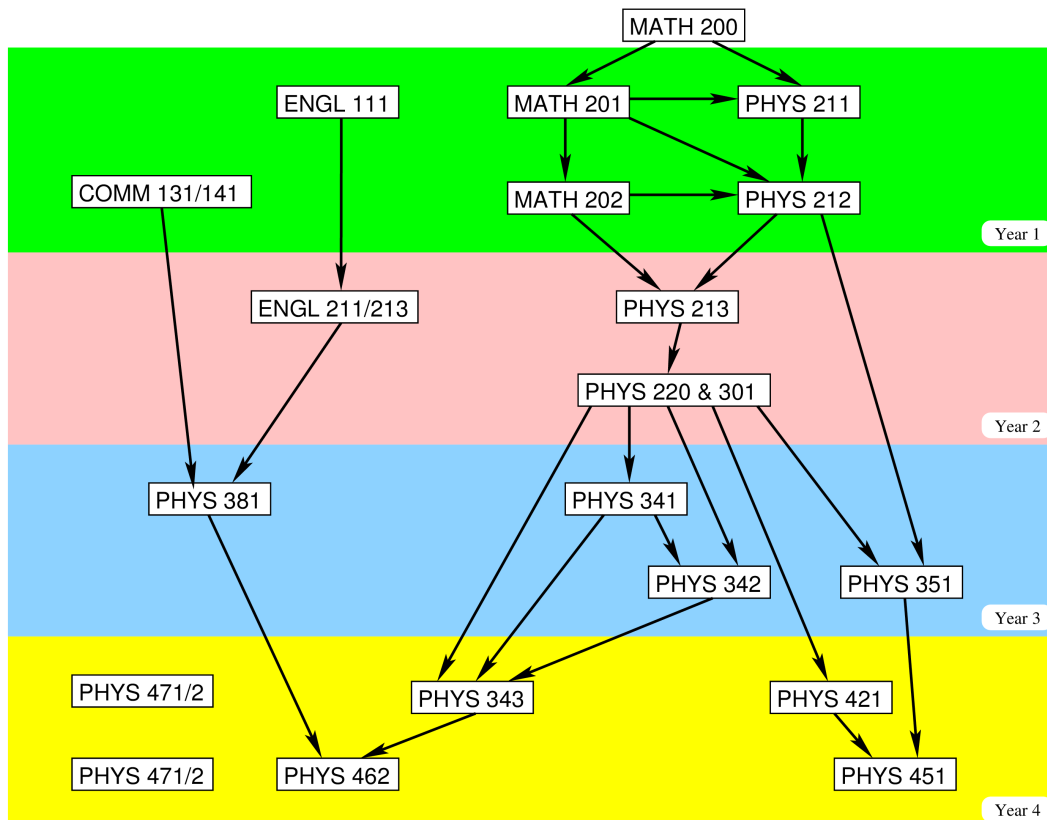 MATH 200
ENGL 111
MATH 201
PHYS 211
COMM 131/141
MATH 202
PHYS 212
Year 1
ENGL 211/213
PHYS 213
PHYS 220 & 301
Year 2
PHYS 381
PHYS 341
PHYS 342
PHYS 351
Year 3
PHYS 471/2
PHYS 343
PHYS 421
PHYS 471/2
PHYS 462
PHYS 451
Year 4